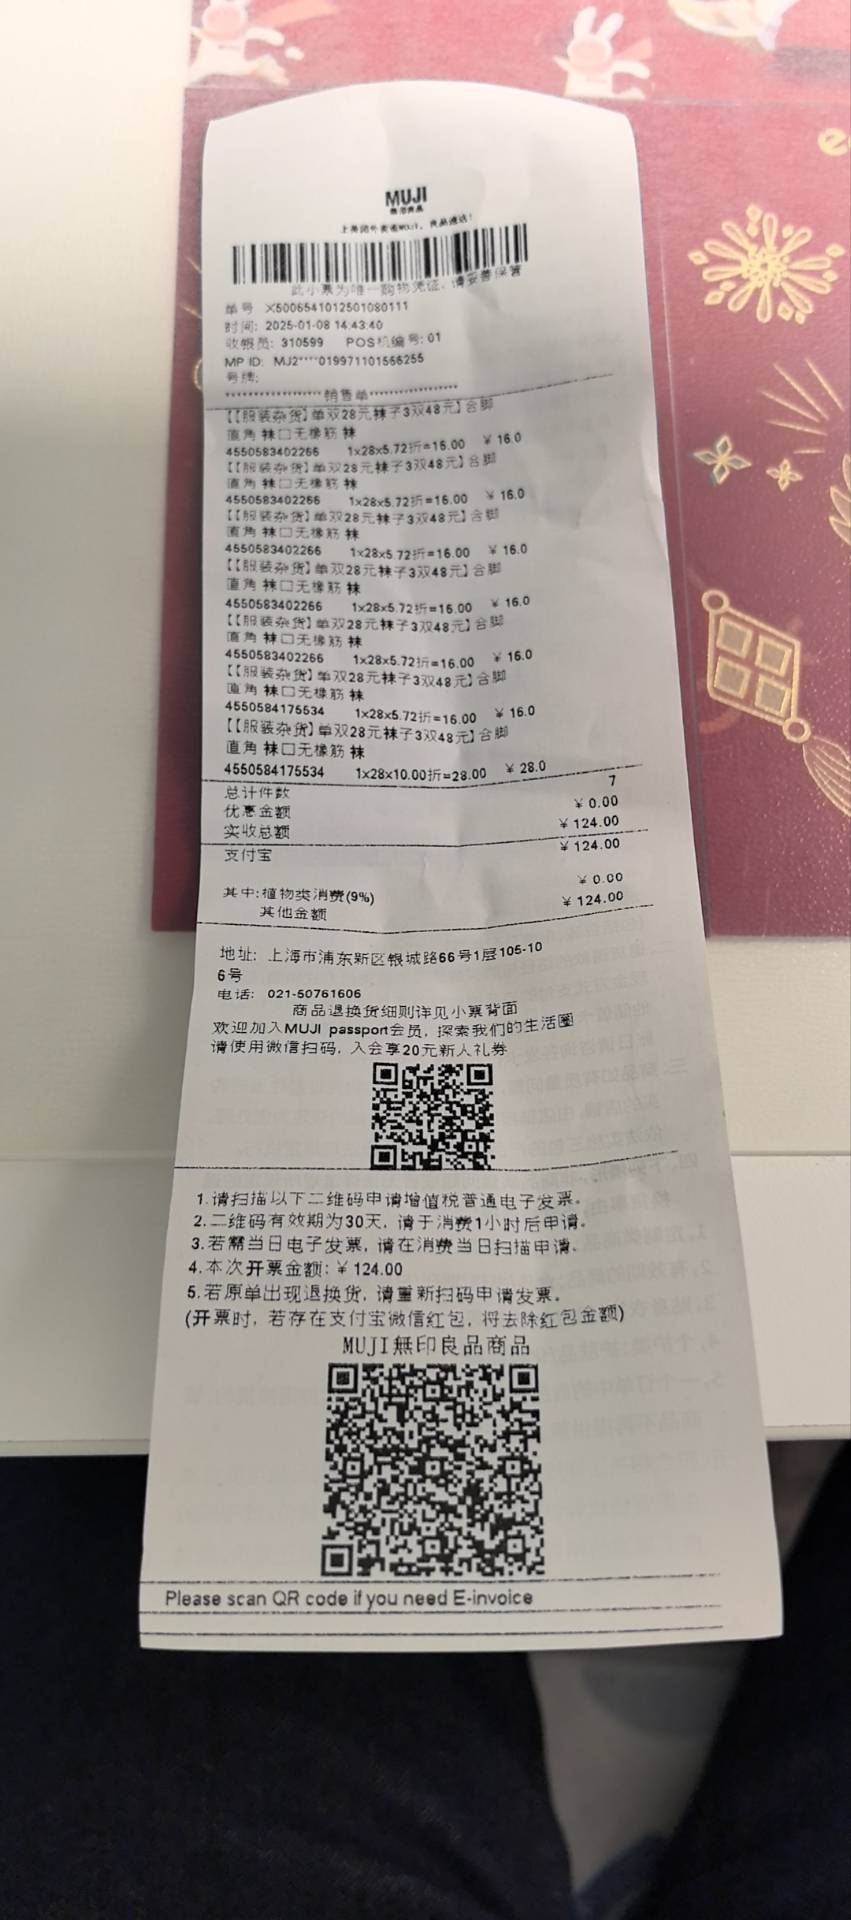 MUJI
無印良品
上美团外卖逛MUJI, 良品速达!
此小票为唯一购物凭证, 请妥善保管
单号 X5006541012501080111
时间: 2025-01-08 14:43:40
收银员: 310599 POS机编号: 01
MP ID: MJ2****019971101566255
号牌:
*******************销售单******************
【【服装杂货】单双28元袜子3双48元】合脚
直角 袜口无橡筋 袜
4550583402266 1x28x5.72折=16.00 ￥16.0
【【服装杂货】单双28元袜子3双48元】合脚
直角 袜口无橡筋 袜
4550583402266 1x28x5.72折=16.00 ￥16.0
【【服装杂货】单双28元袜子3双48元】合脚
直角 袜口无橡筋 袜
4550583402266 1x28x5.72折=16.00 ￥16.0
【【服装杂货】单双28元袜子3双48元】合脚
直角 袜口无橡筋 袜
4550583402266 1x28x5.72折=16.00 ￥16.0
【【服装杂货】单双28元袜子3双48元】合脚
直角 袜口无橡筋 袜
4550583402266 1x28x5.72折=16.00 ￥16.0
【【服装杂货】单双28元袜子3双48元】合脚
直角 袜口无橡筋 袜
4550584175534 1x28x5.72折=16.00 ￥16.0
【【服装杂货】单双28元袜子3双48元】合脚
直角 袜口无橡筋 袜
4550584175534 1x28x10.00折=28.00 ￥28.0
总计件数 7
优惠金额 ￥0.00
实收总额 ￥124.00
支付宝 ￥124.00
其中:植物类消费(9%) ￥0.00
其他金额 ￥124.00
地址: 上海市浦东新区银城路66号1层105-10
6号
电话: 021-50761606
商品退换货细则详见小票背面
欢迎加入MUJI passport会员, 探索我们的生活圈
请使用微信扫码, 入会享20元新人礼券
1.请扫描以下二维码申请增值税普通电子发票。
2.二维码有效期为30天, 请于消费1小时后申请。
3.若需当日电子发票, 请在消费当日扫描申请。
4.本次开票金额: ￥124.00
5.若原单出现退换货, 请重新扫码申请发票。
(开票时, 若存在支付宝微信红包, 将去除红包金额)
MUJI無印良品商品
Please scan QR code if you need E-invoice